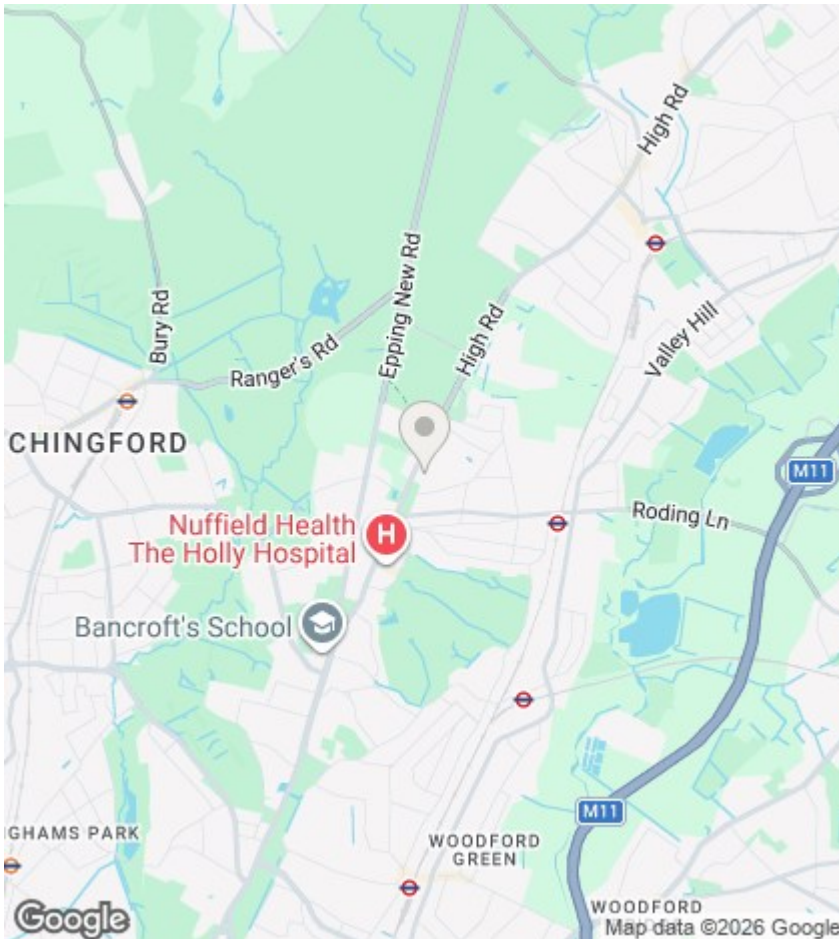 High Rd
Epping New Rd
High Rd
Bury Rd
Ranger's Rd
Valley Hill
CHINGFORD
M11
Nuffield Health
The Holly Hospital
H
Roding Ln
Bancroft's School
M11
GHAMS PARK
WOODFORD
GREEN
WOODFORD
Google
Map data ©2026 Google